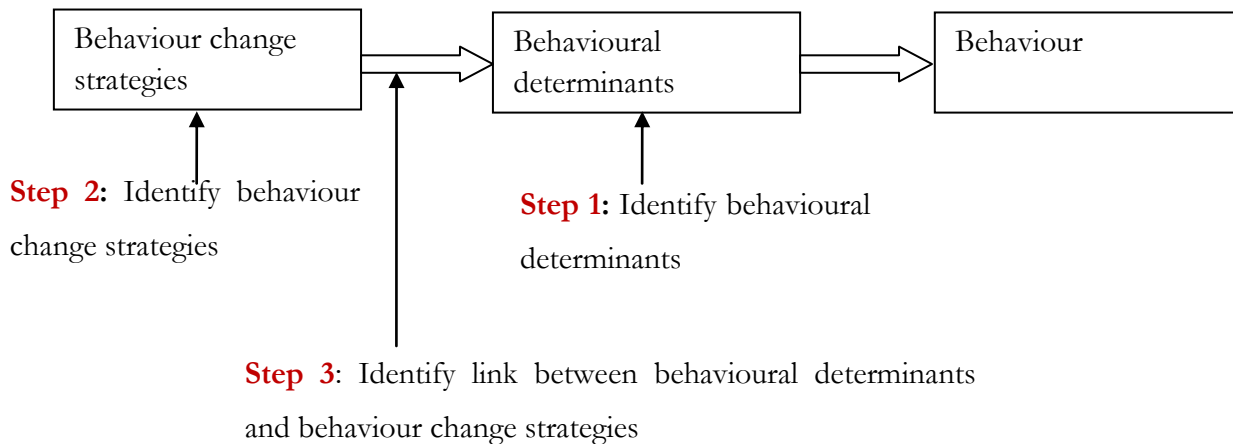 Behaviour change
strategies
Behavioural
determinants
Behaviour
Step 2: Identify behaviour
change strategies
Step 1: Identify behavioural
determinants
Step 3: Identify link between behavioural determinants
and behaviour change strategies